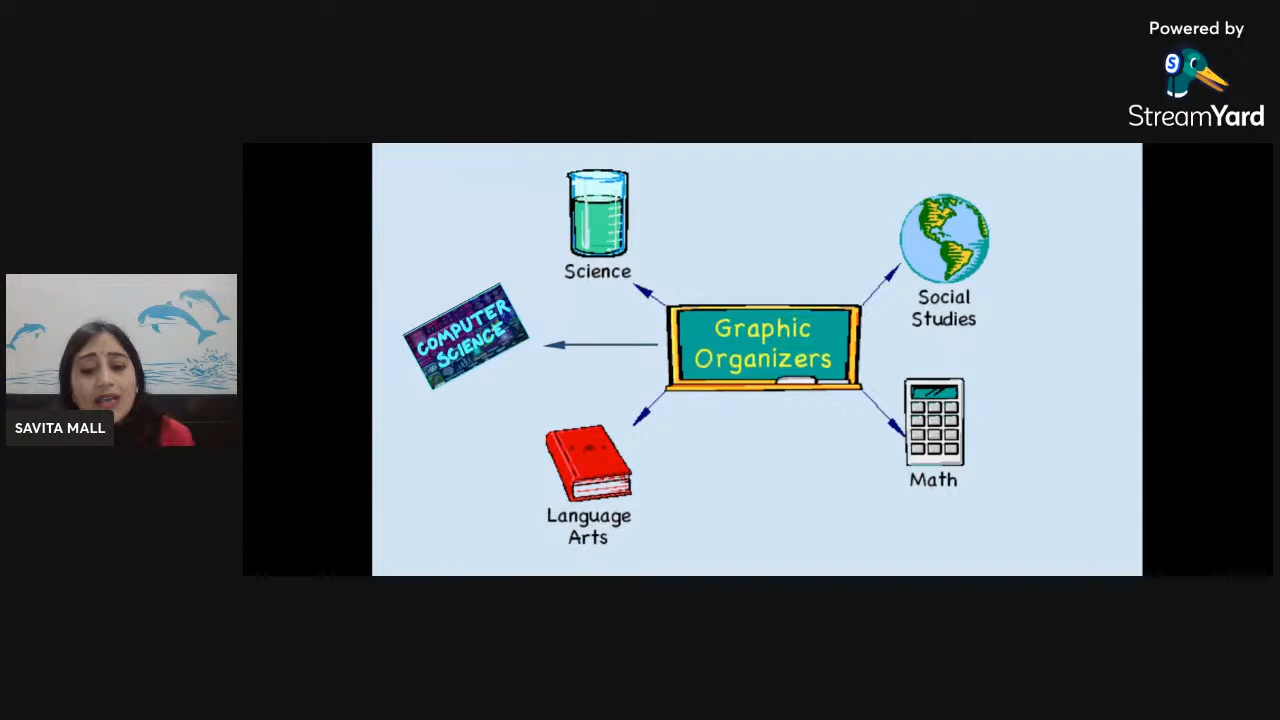 Powered by
S
StreamYard
Science
Social
Studies
COMPUTER
SCIENCE
Graphic
Organizers
SAVITA MALL
Math
Language
Arts